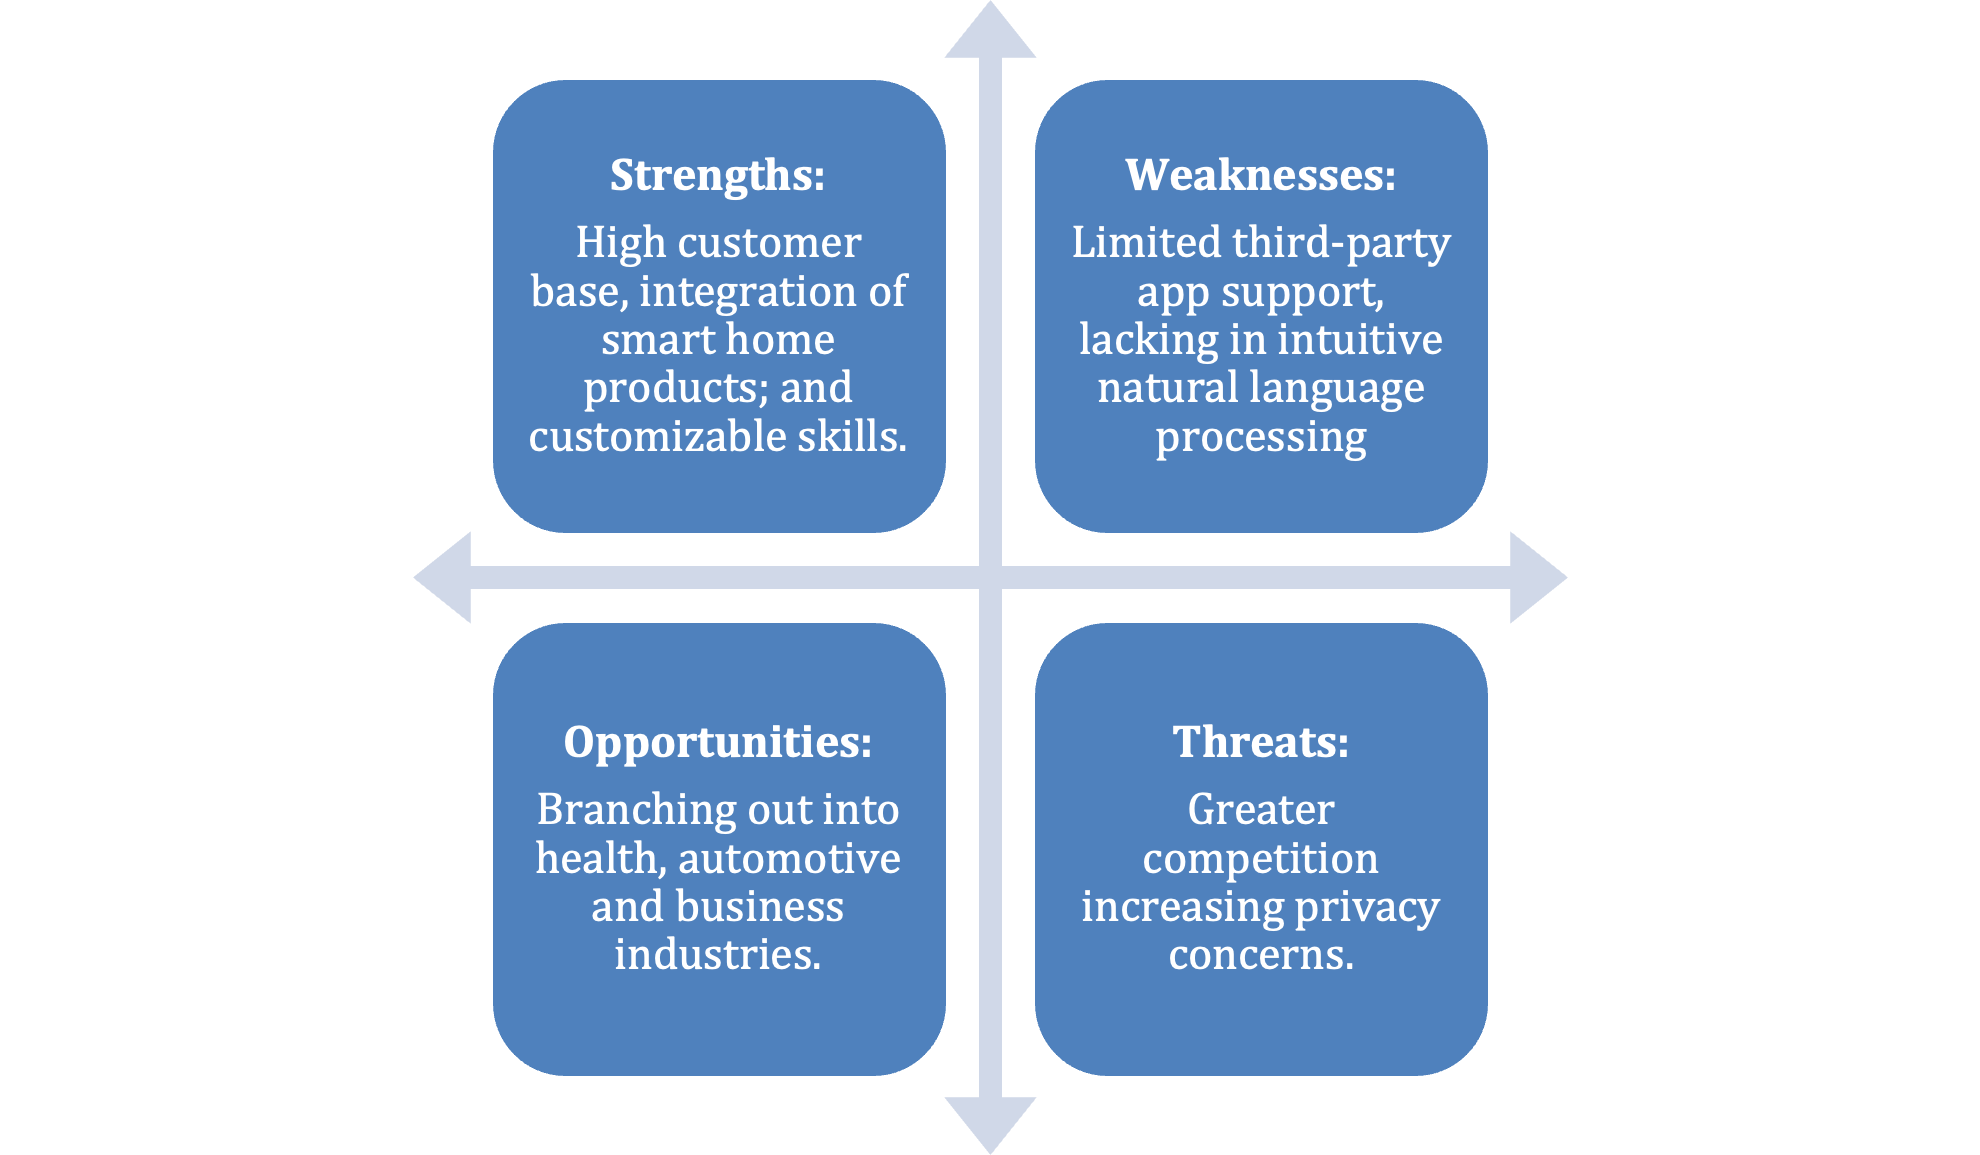 Strengths:
High customer
base, integration of
smart home
products; and
customizable skills.
Weaknesses:
Limited third-party
app support,
lacking in intuitive
natural language
processing
Opportunities:
Branching out into
health, automotive
and business
industries.
Threats:
Greater
competition
increasing privacy
concerns.